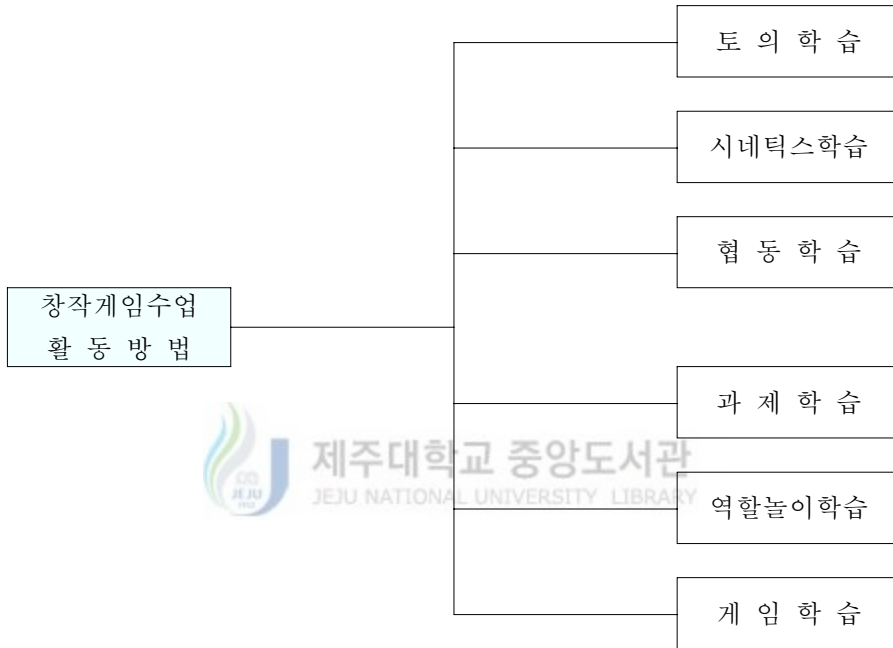 토 의 학 습
시네틱스학습
협 동 학 습
창작게임수업
활 동 방 법
과 제 학 습
제주대학교 중앙도서관
JEJU NATIONAL UNIVERSITY LIBRARY
JEJU
1952
역할놀이학습
게 임 학 습